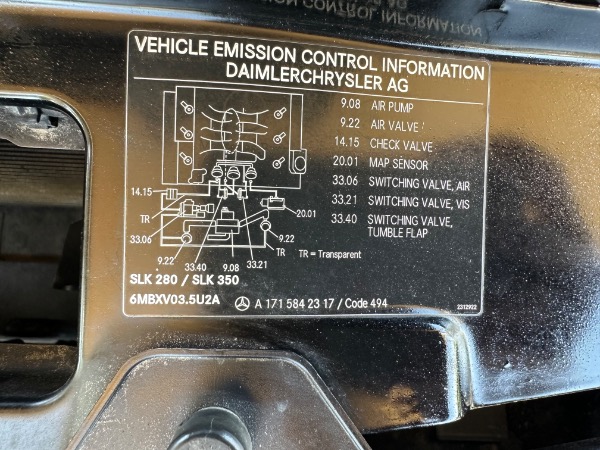 VEHICLE EMISSION CONTROL INFORMATION
DAIMLERCHRYSLER AG
9.08 AIR PUMP
9.22 AIR VALVE
14.15 CHECK VALVE
20.01 MAP SENSOR
33.06 SWITCHING VALVE, AIR
33.21 SWITCHING VALVE, VIS
33.40 SWITCHING VALVE,
TUMBLE FLAP
14.15
TR
33.06
20.01
9.22
TR
9.22 33.40 9.08 33.21
TR = Transparent
SLK 280 / SLK 350
6MBXV03.5U2A
A 171 584 23 17 / Code 494
2312922